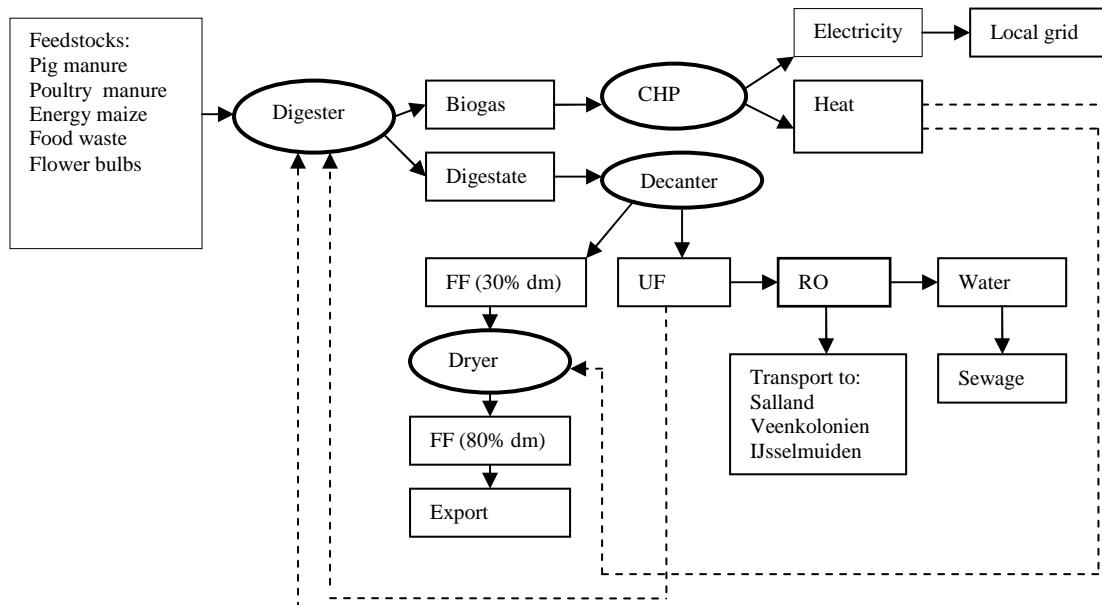 Feedstocks:
Pig manure
Poultry manure
Energy maize
Food waste
Flower bulbs
Digester
Biogas
CHP
Electricity
Local grid
Heat
Digestate
Decanter
FF (30% dm)
UF
RO
Water
Dryer
Transport to:
Salland
Veenkolonien
IJsselmuiden
Sewage
FF (80% dm)
Export